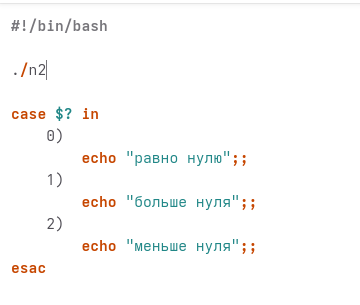 #!/bin/bash
./n2
case $? in
0)
echo "равно нулю";;
1)
echo "больше нуля";;
2)
echo "меньше нуля";;
esac